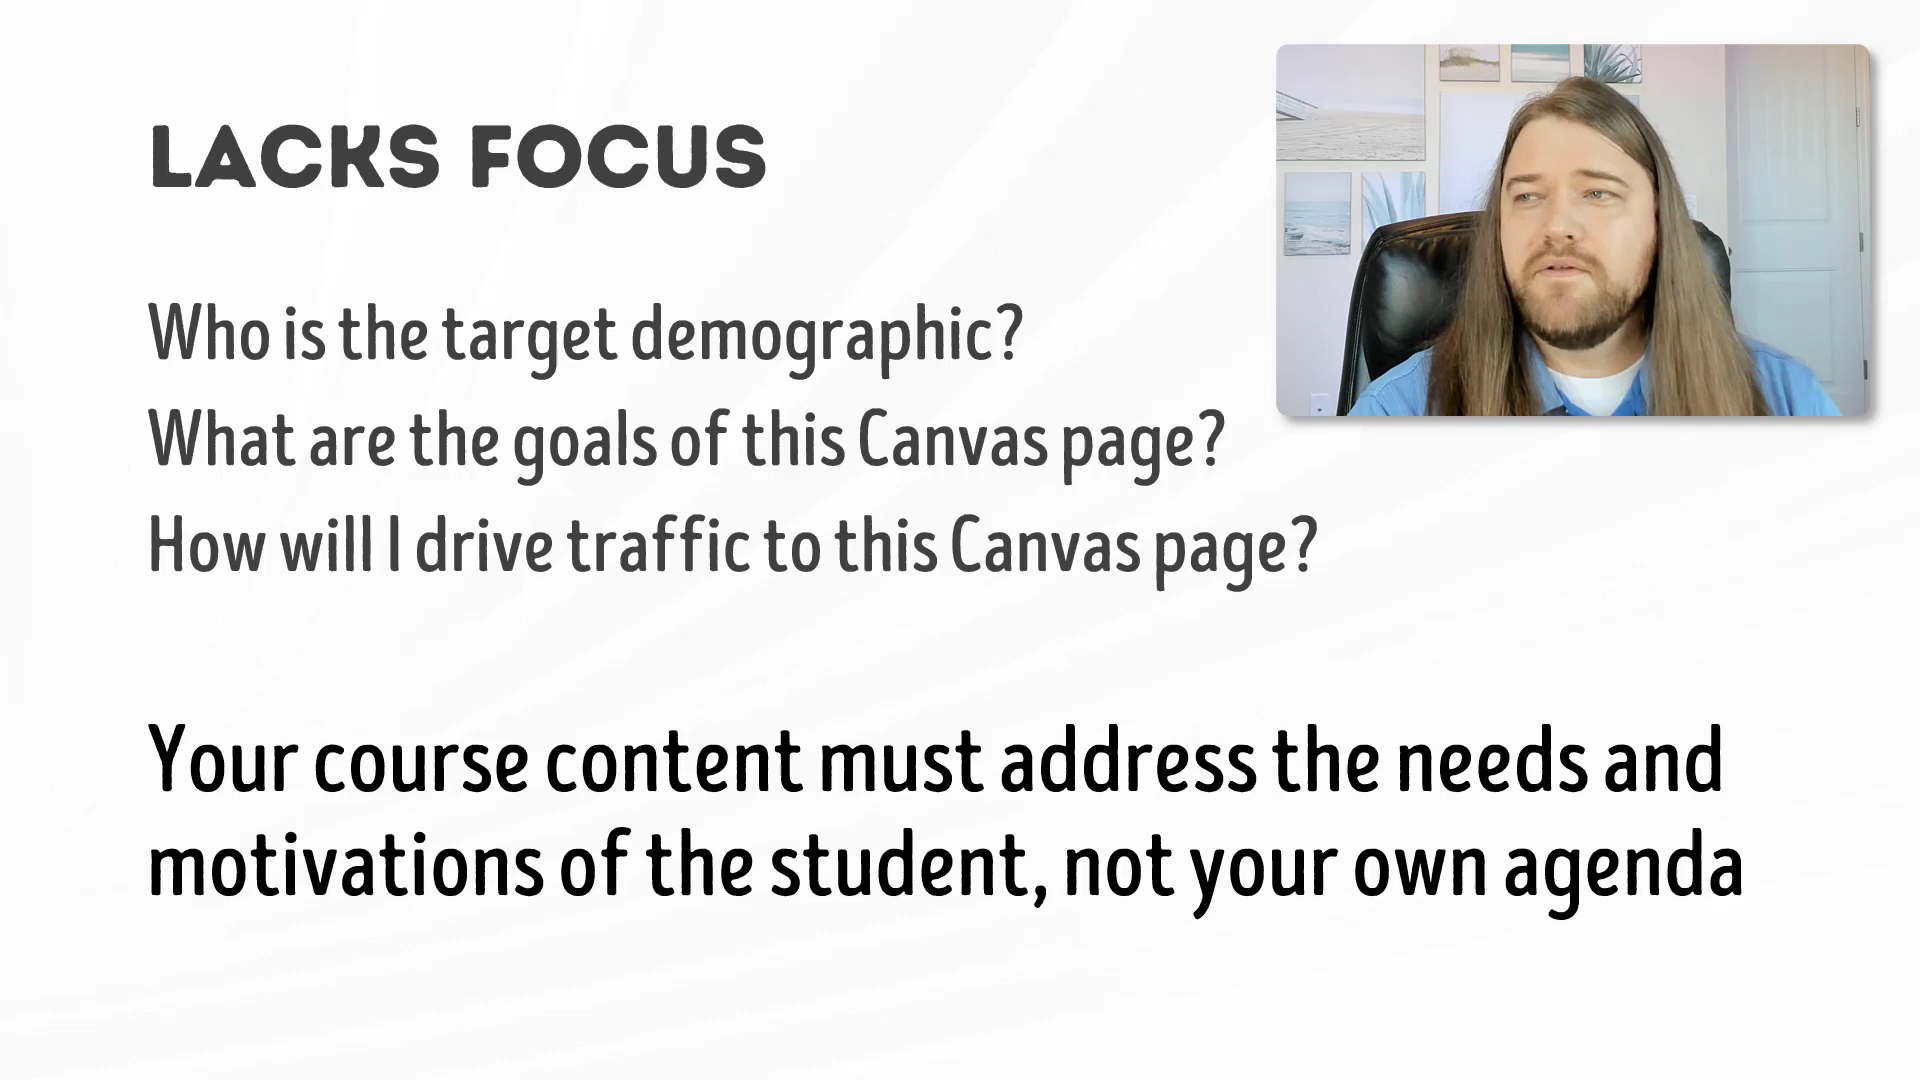 LACKS FOCUS
Who is the target demographic?
What are the goals of this Canvas page?
How will I drive traffic to this Canvas page?
Your course content must address the needs and
motivations of the student, not your own agenda